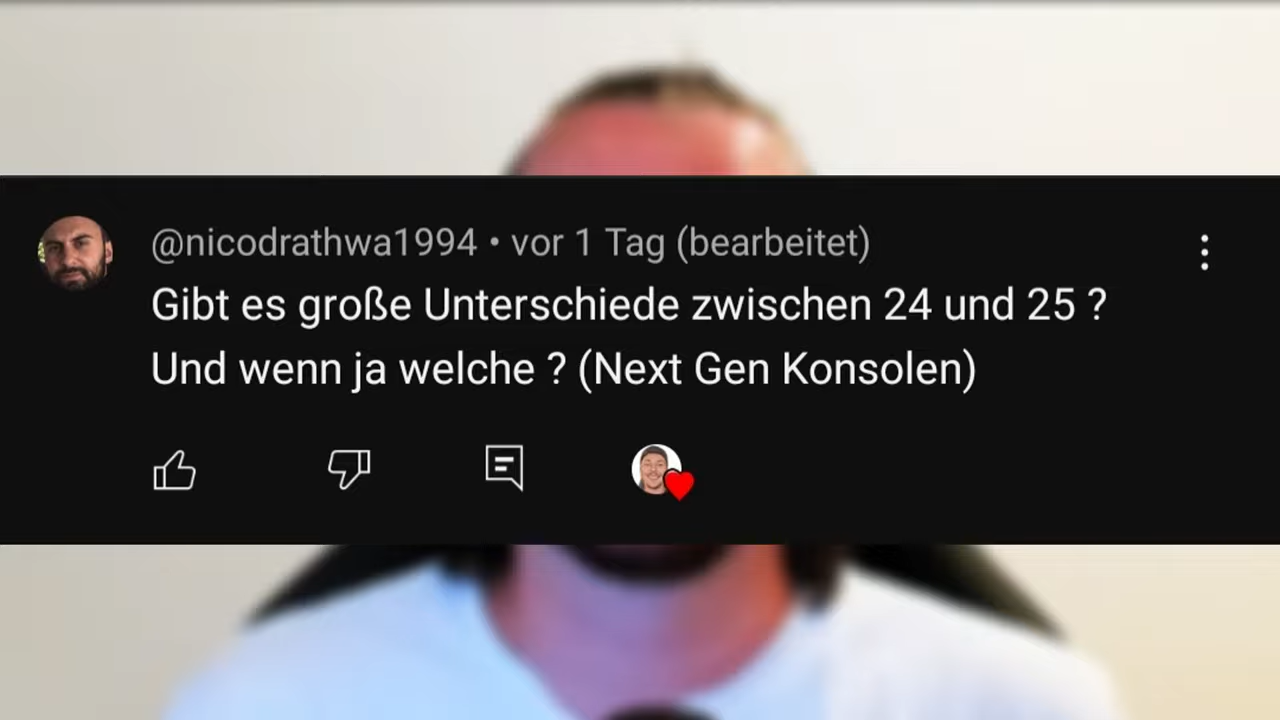 @nicodrathwa1994 • vor 1 Tag (bearbeitet)
Gibt es große Unterschiede zwischen 24 und 25 ?
Und wenn ja welche ? (Next Gen Konsolen)